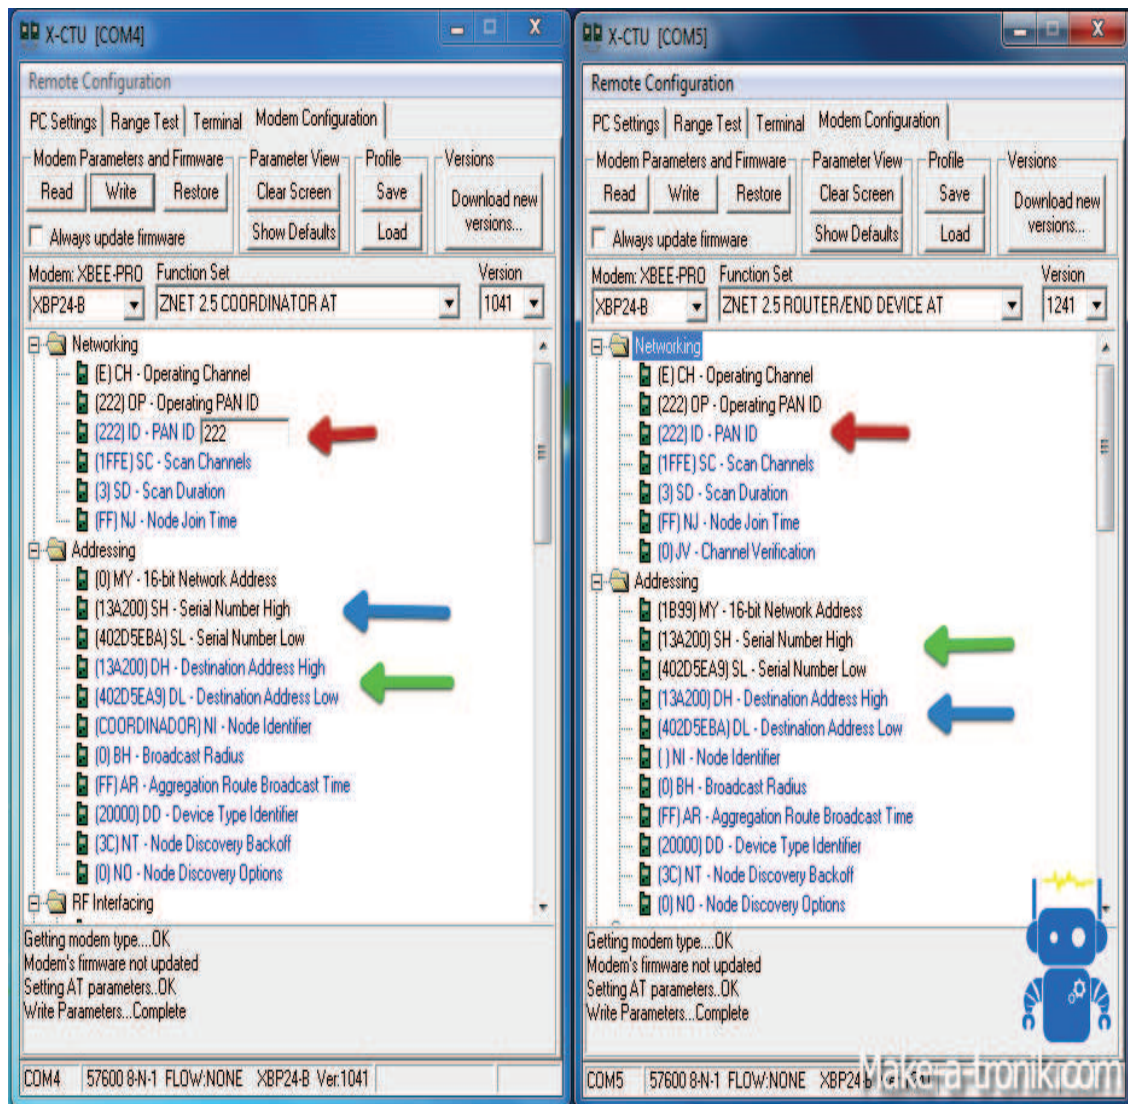 X-CTU [COM4]
Remote Configuration
PC Settings Range Test Terminal Modem Configuration
Modem Parameters and Firmware Parameter View Profile Versions
Read Write Restore Clear Screen Save Download new versions...
Always update firmware Show Defaults Load
Modem: XBEE-PRO Function Set Version
XBP24-B ZNET 2.5 COORDINATOR AT 1041
Networking
(E) CH - Operating Channel
(222) OP - Operating PAN ID
(222) ID - PAN ID 222
(1FFE) SC - Scan Channels
(3) SD - Scan Duration
(FF) NJ - Node Join Time
Addressing
(0) MY - 16-bit Network Address
(13A200) SH - Serial Number High
(402D5EBA) SL - Serial Number Low
(13A200) DH - Destination Address High
(402D5EA9) DL - Destination Address Low
(COORDINADOR) NI - Node Identifier
(0) BH - Broadcast Radius
(FF) AR - Aggregation Route Broadcast Time
(20000) DD - Device Type Identifier
(3C) NT - Node Discovery Backoff
(0) NO - Node Discovery Options
RF Interfacing
Getting modem type....OK
Modem's firmware not updated
Setting AT parameters..OK
Write Parameters...Complete
COM4 57600 8-N-1 FLOW:NONE XBP24-B Ver:1041
X-CTU [COM5]
Remote Configuration
PC Settings Range Test Terminal Modem Configuration
Modem Parameters and Firmware Parameter View Profile Versions
Read Write Restore Clear Screen Save Download new versions...
Always update firmware Show Defaults Load
Modem: XBEE-PRO Function Set Version
XBP24-B ZNET 2.5 ROUTER/END DEVICE AT 1241
Networking
(E) CH - Operating Channel
(222) OP - Operating PAN ID
(222) ID - PAN ID
(1FFE) SC - Scan Channels
(3) SD - Scan Duration
(FF) NJ - Node Join Time
(0) JV - Channel Verification
Addressing
(1B99) MY - 16-bit Network Address
(13A200) SH - Serial Number High
(402D5EA9) SL - Serial Number Low
(13A200) DH - Destination Address High
(402D5EBA) DL - Destination Address Low
( ) NI - Node Identifier
(0) BH - Broadcast Radius
(FF) AR - Aggregation Route Broadcast Time
(20000) DD - Device Type Identifier
(3C) NT - Node Discovery Backoff
(0) NO - Node Discovery Options
Getting modem type....OK
Modem's firmware not updated
Setting AT parameters..OK
Write Parameters...Complete
COM5 57600 8-N-1 FLOW:NONE
Make-a-tronik.com